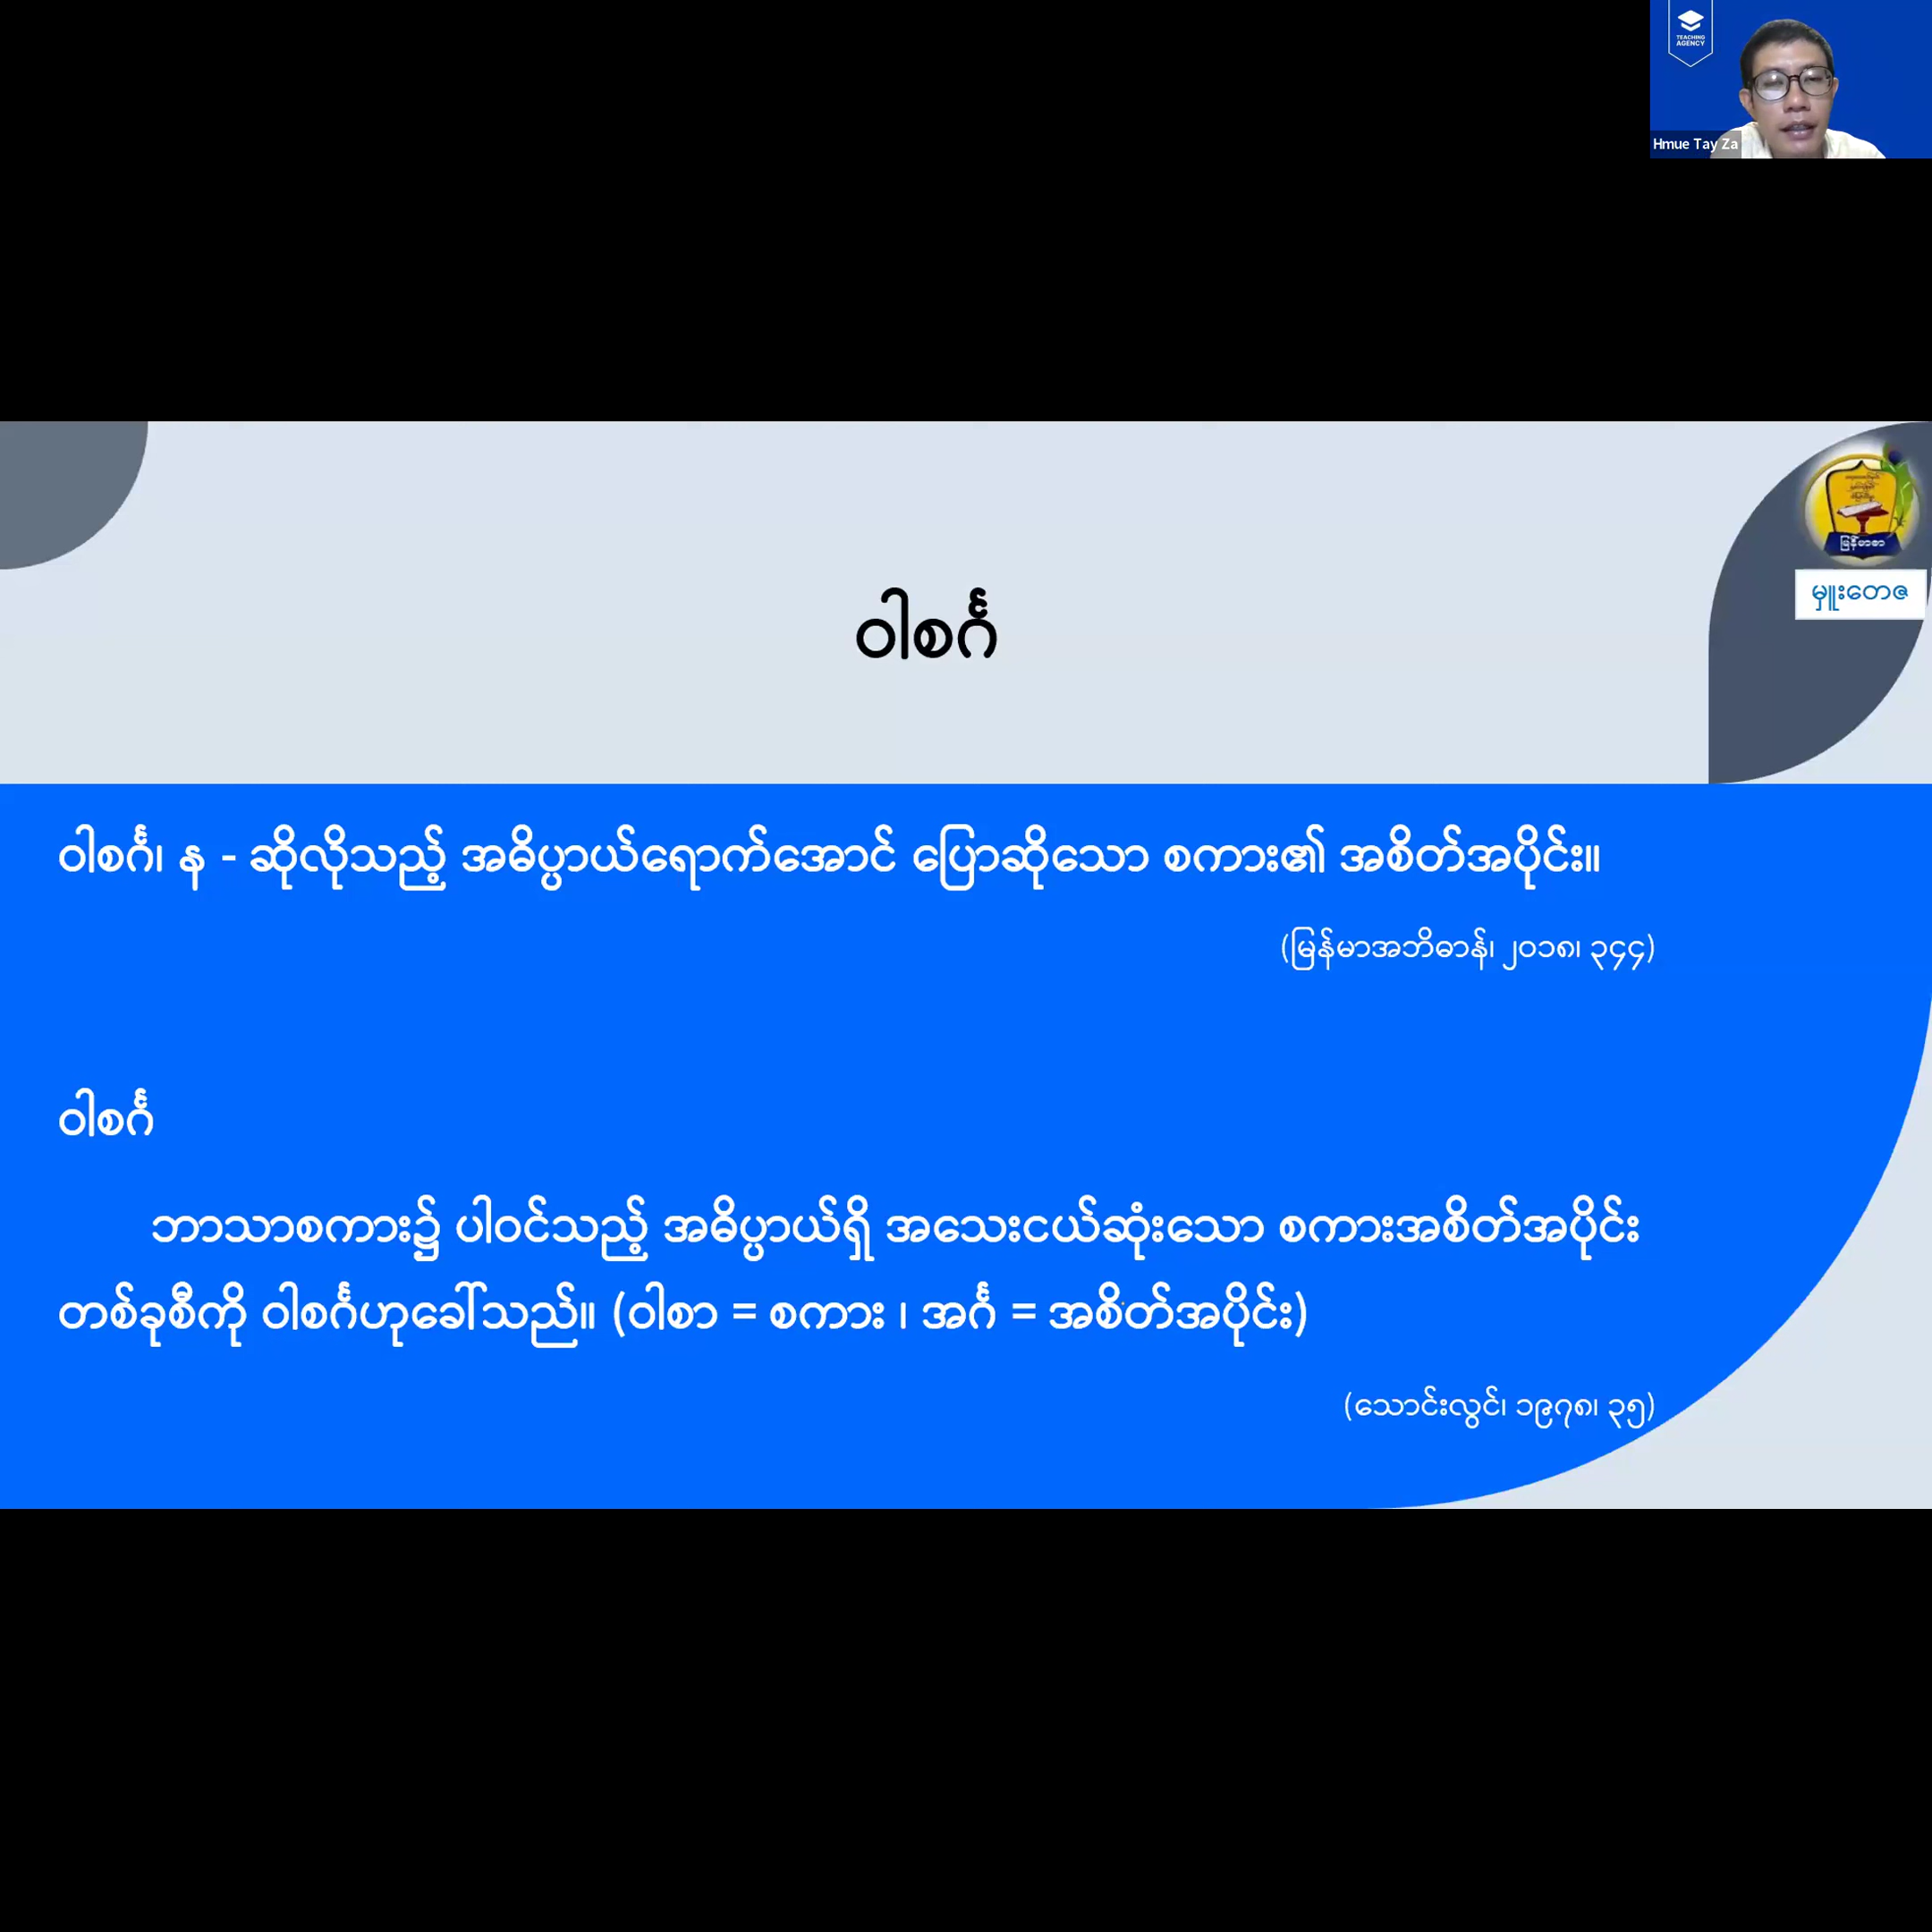 TEACHING
AGENCY
Hmue Tay Za
မြန်မာစာ
မှူးတေဇ
ဝါစင်္ဂ
ဝါစင်္ဂ၊ န - ဆိုလိုသည့် အဓိပ္ပာယ်ရောက်အောင် ပြောဆိုသော စကား၏ အစိတ်အပိုင်း။
(မြန်မာအဘိဓာန်၊ ၂၀၁၈၊ ၃၄၄)
ဝါစင်္ဂ
ဘာသာစကား၌ ပါဝင်သည့် အဓိပ္ပာယ်ရှိ အသေးငယ်ဆုံးသော စကားအစိတ်အပိုင်း
တစ်ခုစီကို ဝါစင်္ဂဟုခေါ်သည်။ (ဝါစာ = စကား ၊ အင်္ဂ = အစိတ်အပိုင်း)
(သောင်းလွင်၊ ၁၉၇၈၊ ၃၅)